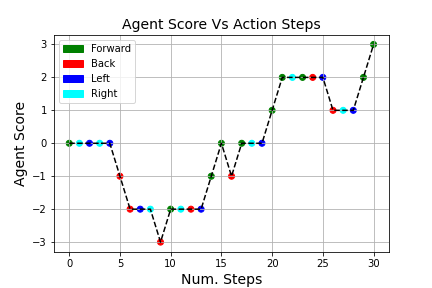 Agent Score Vs Action Steps
3
2
1
0
−1
−2
−3
Agent Score
Forward
Back
Left
Right
0 5 10 15 20 25 30
Num. Steps